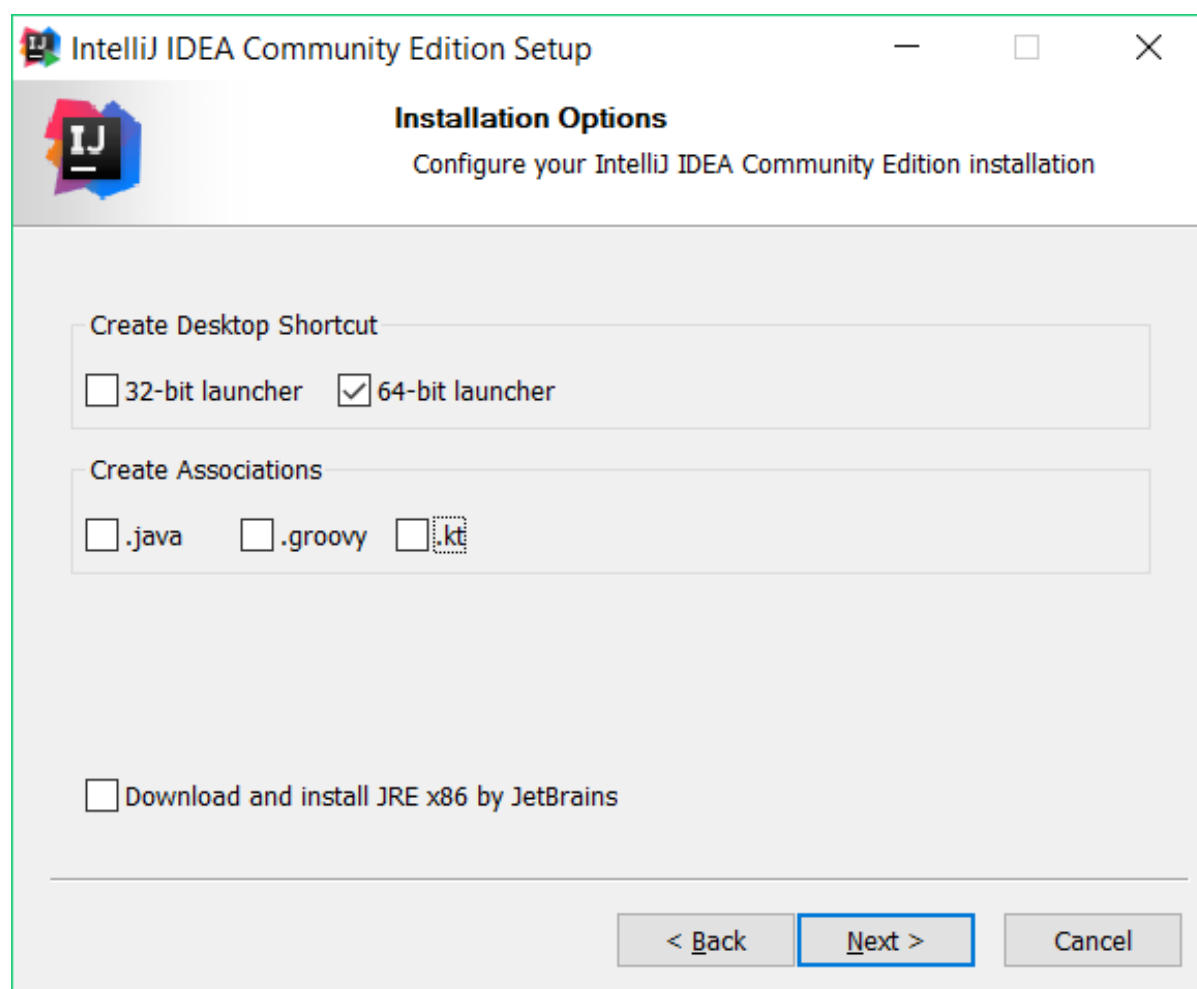 IntelliJ IDEA Community Edition Setup
IJ
Installation Options
Configure your IntelliJ IDEA Community Edition installation
Create Desktop Shortcut
32-bit launcher 64-bit launcher
Create Associations
.java .groovy .kt
Download and install JRE x86 by JetBrains
< Back Next > Cancel